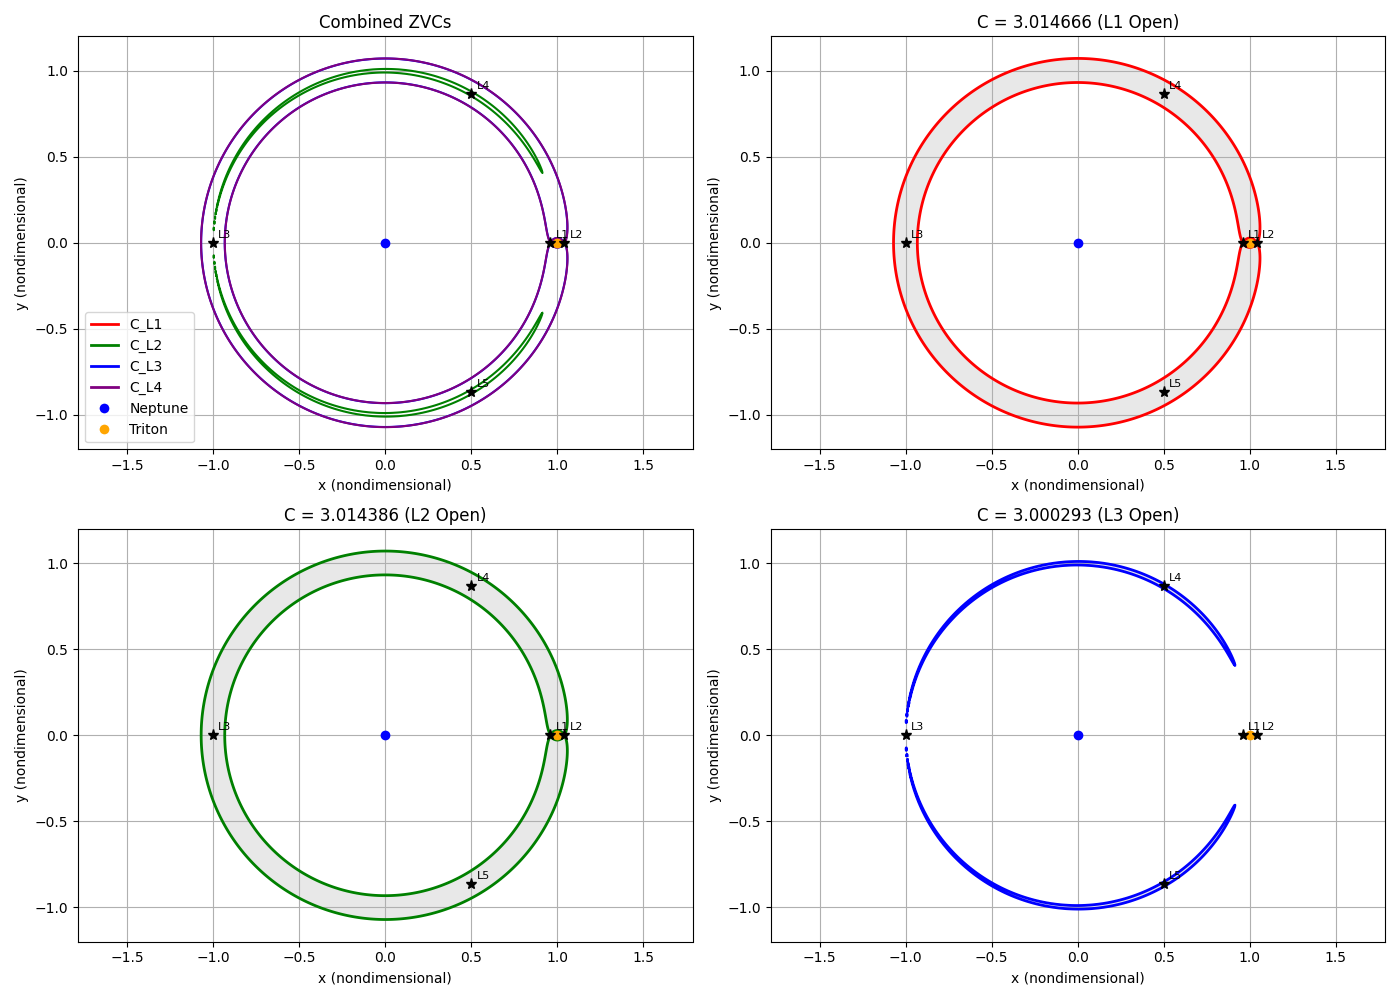 Combined ZVCs
1.0
0.5
0.0
−0.5
−1.0
y (nondimensional)
L4
L3
L1
L2
L5
C_L1
C_L2
C_L3
C_L4
Neptune
Triton
−1.5
−1.0
−0.5
0.0
0.5
1.0
1.5
x (nondimensional)
C = 3.014666 (L1 Open)
1.0
0.5
0.0
−0.5
−1.0
y (nondimensional)
L4
L3
L1
L2
L5
−1.5
−1.0
−0.5
0.0
0.5
1.0
1.5
x (nondimensional)
C = 3.014386 (L2 Open)
1.0
0.5
0.0
−0.5
−1.0
y (nondimensional)
L4
L3
L1
L2
L5
−1.5
−1.0
−0.5
0.0
0.5
1.0
1.5
x (nondimensional)
C = 3.000293 (L3 Open)
1.0
0.5
0.0
−0.5
−1.0
y (nondimensional)
L4
L3
L1
L2
L5
−1.5
−1.0
−0.5
0.0
0.5
1.0
1.5
x (nondimensional)